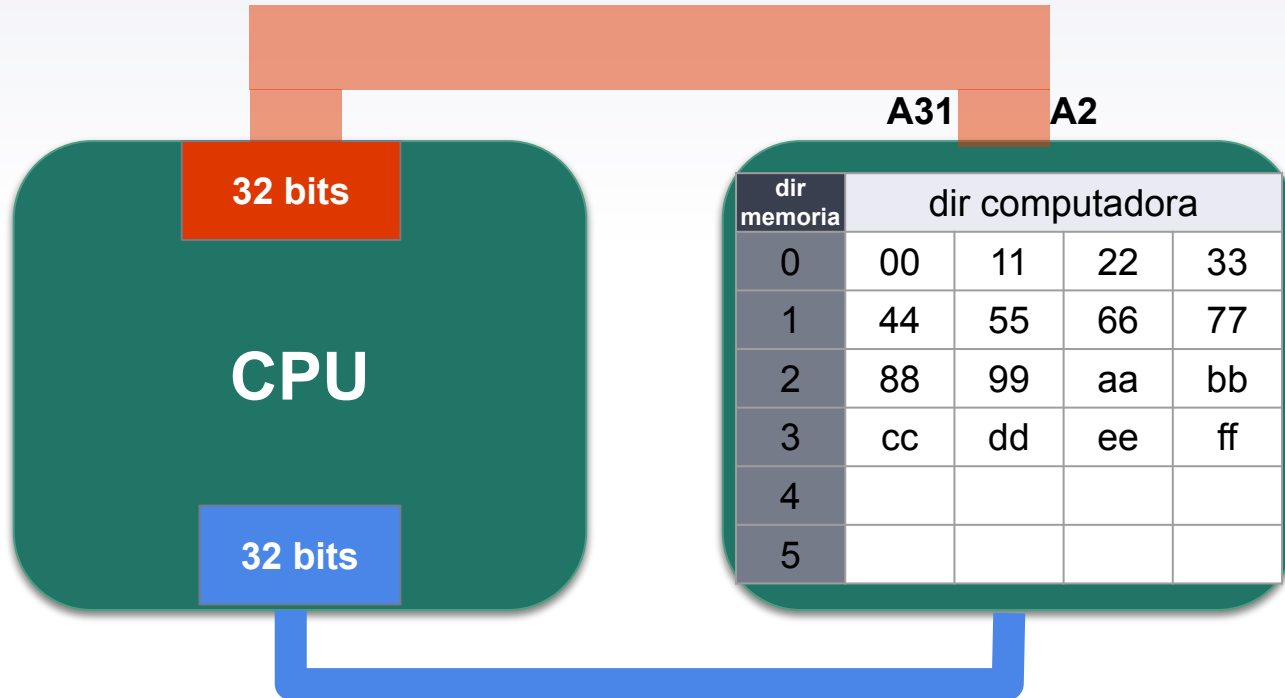 A31 A2
32 bits
dir
memoria
dir computadora
0 00 11 22 33
1 44 55 66 77
CPU
2 88 99 aa bb
3 cc dd ee ff
4
32 bits
5